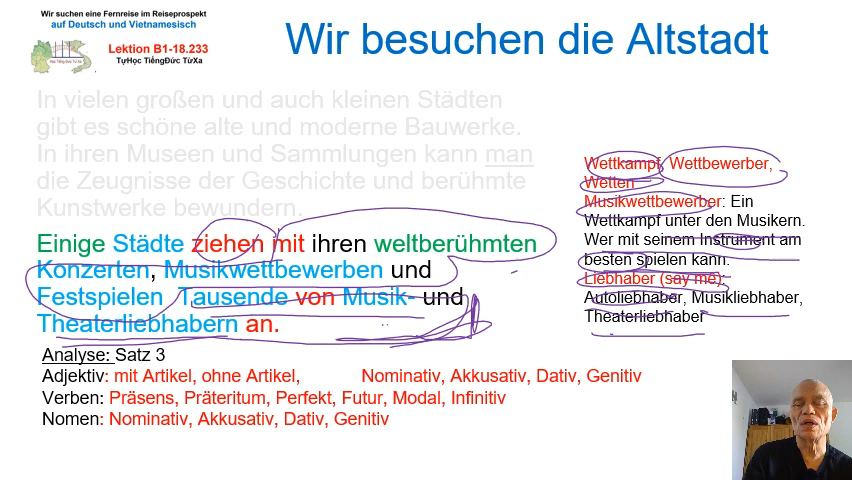 Wir suchen eine Fernreise im Reiseprospekt
auf Deutsch und Vietnamesisch
Lektion B1-18.233
TựHọc TiếngĐức TừXa
Học Tiếng Đức Từ Xa
Wir besuchen die Altstadt
In vielen großen und auch kleinen Städten
gibt es schöne alte und moderne Bauwerke.
In ihren Museen und Sammlungen kann man
die Zeugnisse der Geschichte und berühmte
Kunstwerke bewundern.
Einige Städte ziehen mit ihren weltberühmten
Konzerten, Musikwettbewerben und
Festspielen Tausende von Musik- und
Theaterliebhabern an.
Wettkampf, Wettbewerber,
Wetten
Musikwettbewerber: Ein
Wettkampf unter den Musikern.
Wer mit seinem Instrument am
besten spielen kann.
Liebhaber (say mê):
Autoliebhaber, Musikliebhaber,
Theaterliebhaber
Analyse: Satz 3
Adjektiv: mit Artikel, ohne Artikel, Nominativ, Akkusativ, Dativ, Genitiv
Verben: Präsens, Präteritum, Perfekt, Futur, Modal, Infinitiv
Nomen: Nominativ, Akkusativ, Dativ, Genitiv